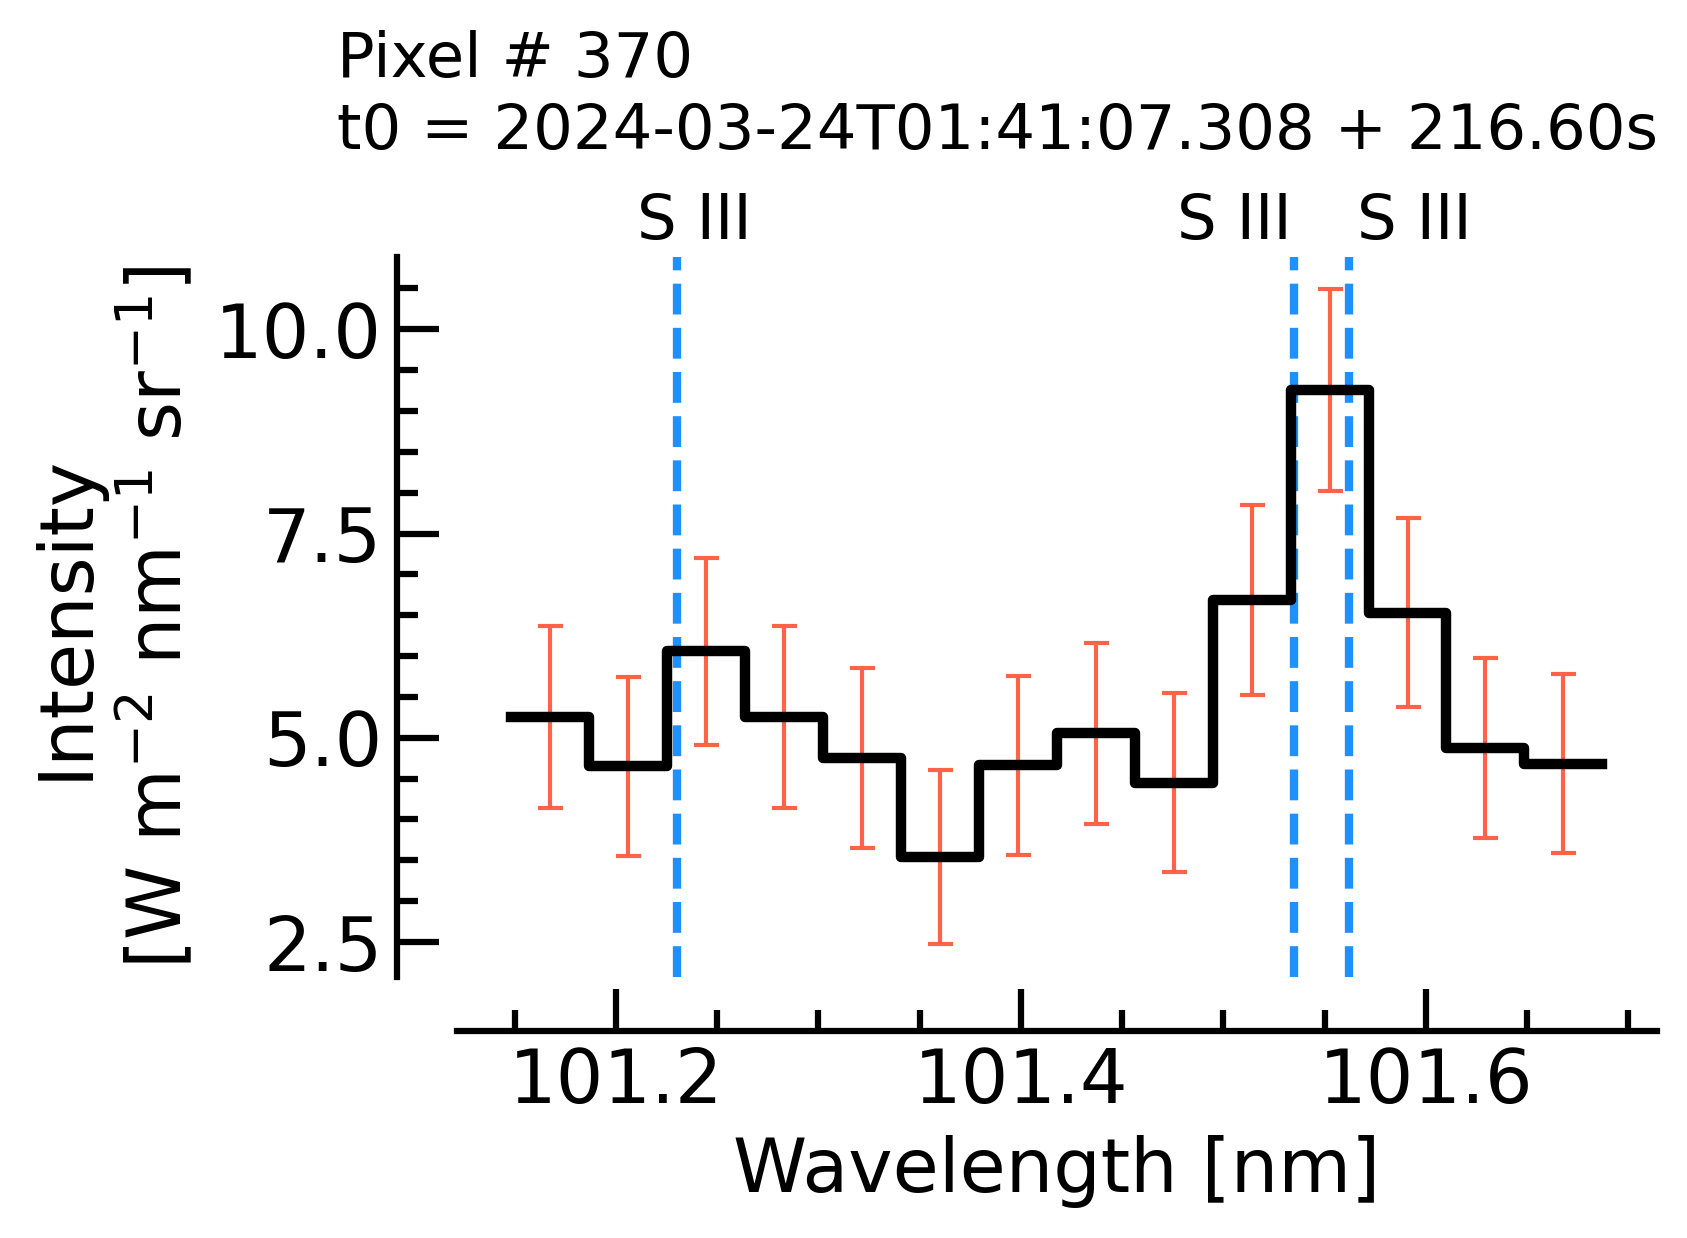 Pixel # 370
t0 = 2024-03-24T01:41:07.308 + 216.60s
S III S III S III
Intensity
[W m⁻² nm⁻¹ sr⁻¹]
10.0
7.5
5.0
2.5
101.2 101.4 101.6
Wavelength [nm]